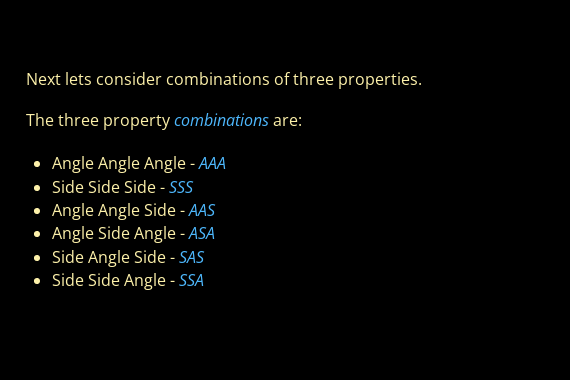 Next lets consider combinations of three properties.
The three property combinations are:
Angle Angle Angle - AAA
Side Side Side - SSS
Angle Angle Side - AAS
Angle Side Angle - ASA
Side Angle Side - SAS
Side Side Angle - SSA